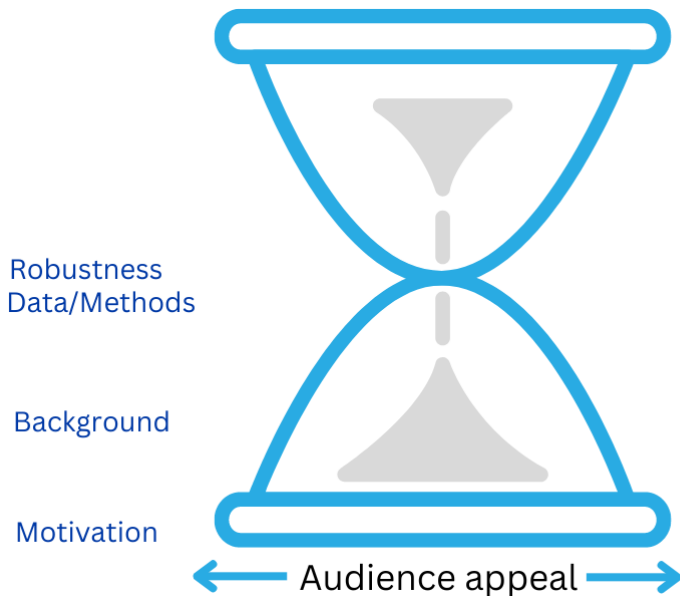 Robustness
Data/Methods
Background
Motivation
Audience appeal